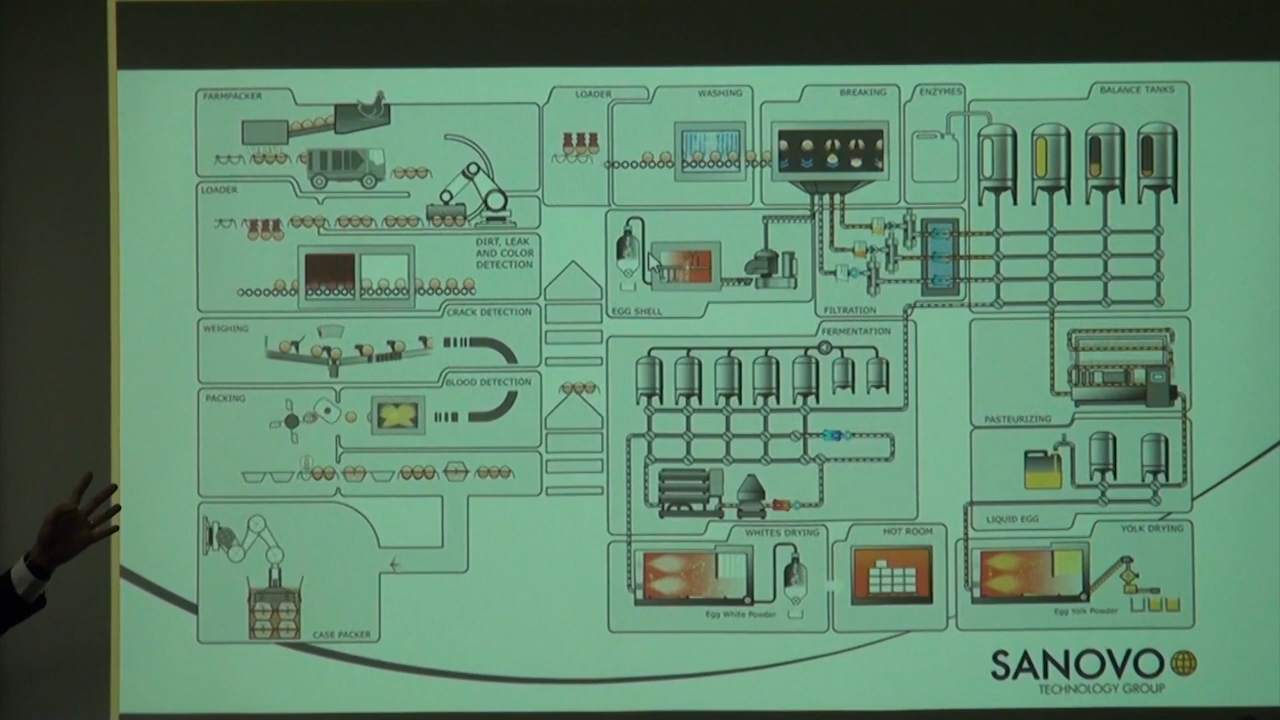 FARMPACKER
LOADER
DIRT, LEAK
AND COLOR
DETECTION
CRACK DETECTION
WEIGHING
BLOOD DETECTION
PACKING
CASE PACKER
LOADER
WASHING
BREAKING
ENZYMES
BALANCE TANKS
EGG SHELL
FILTRATION
FERMENTATION
PASTEURIZING
LIQUID EGG
WHITES DRYING
Egg White Powder
HOT ROOM
YOLK DRYING
Egg Yolk Powder
SANOVO
TECHNOLOGY GROUP